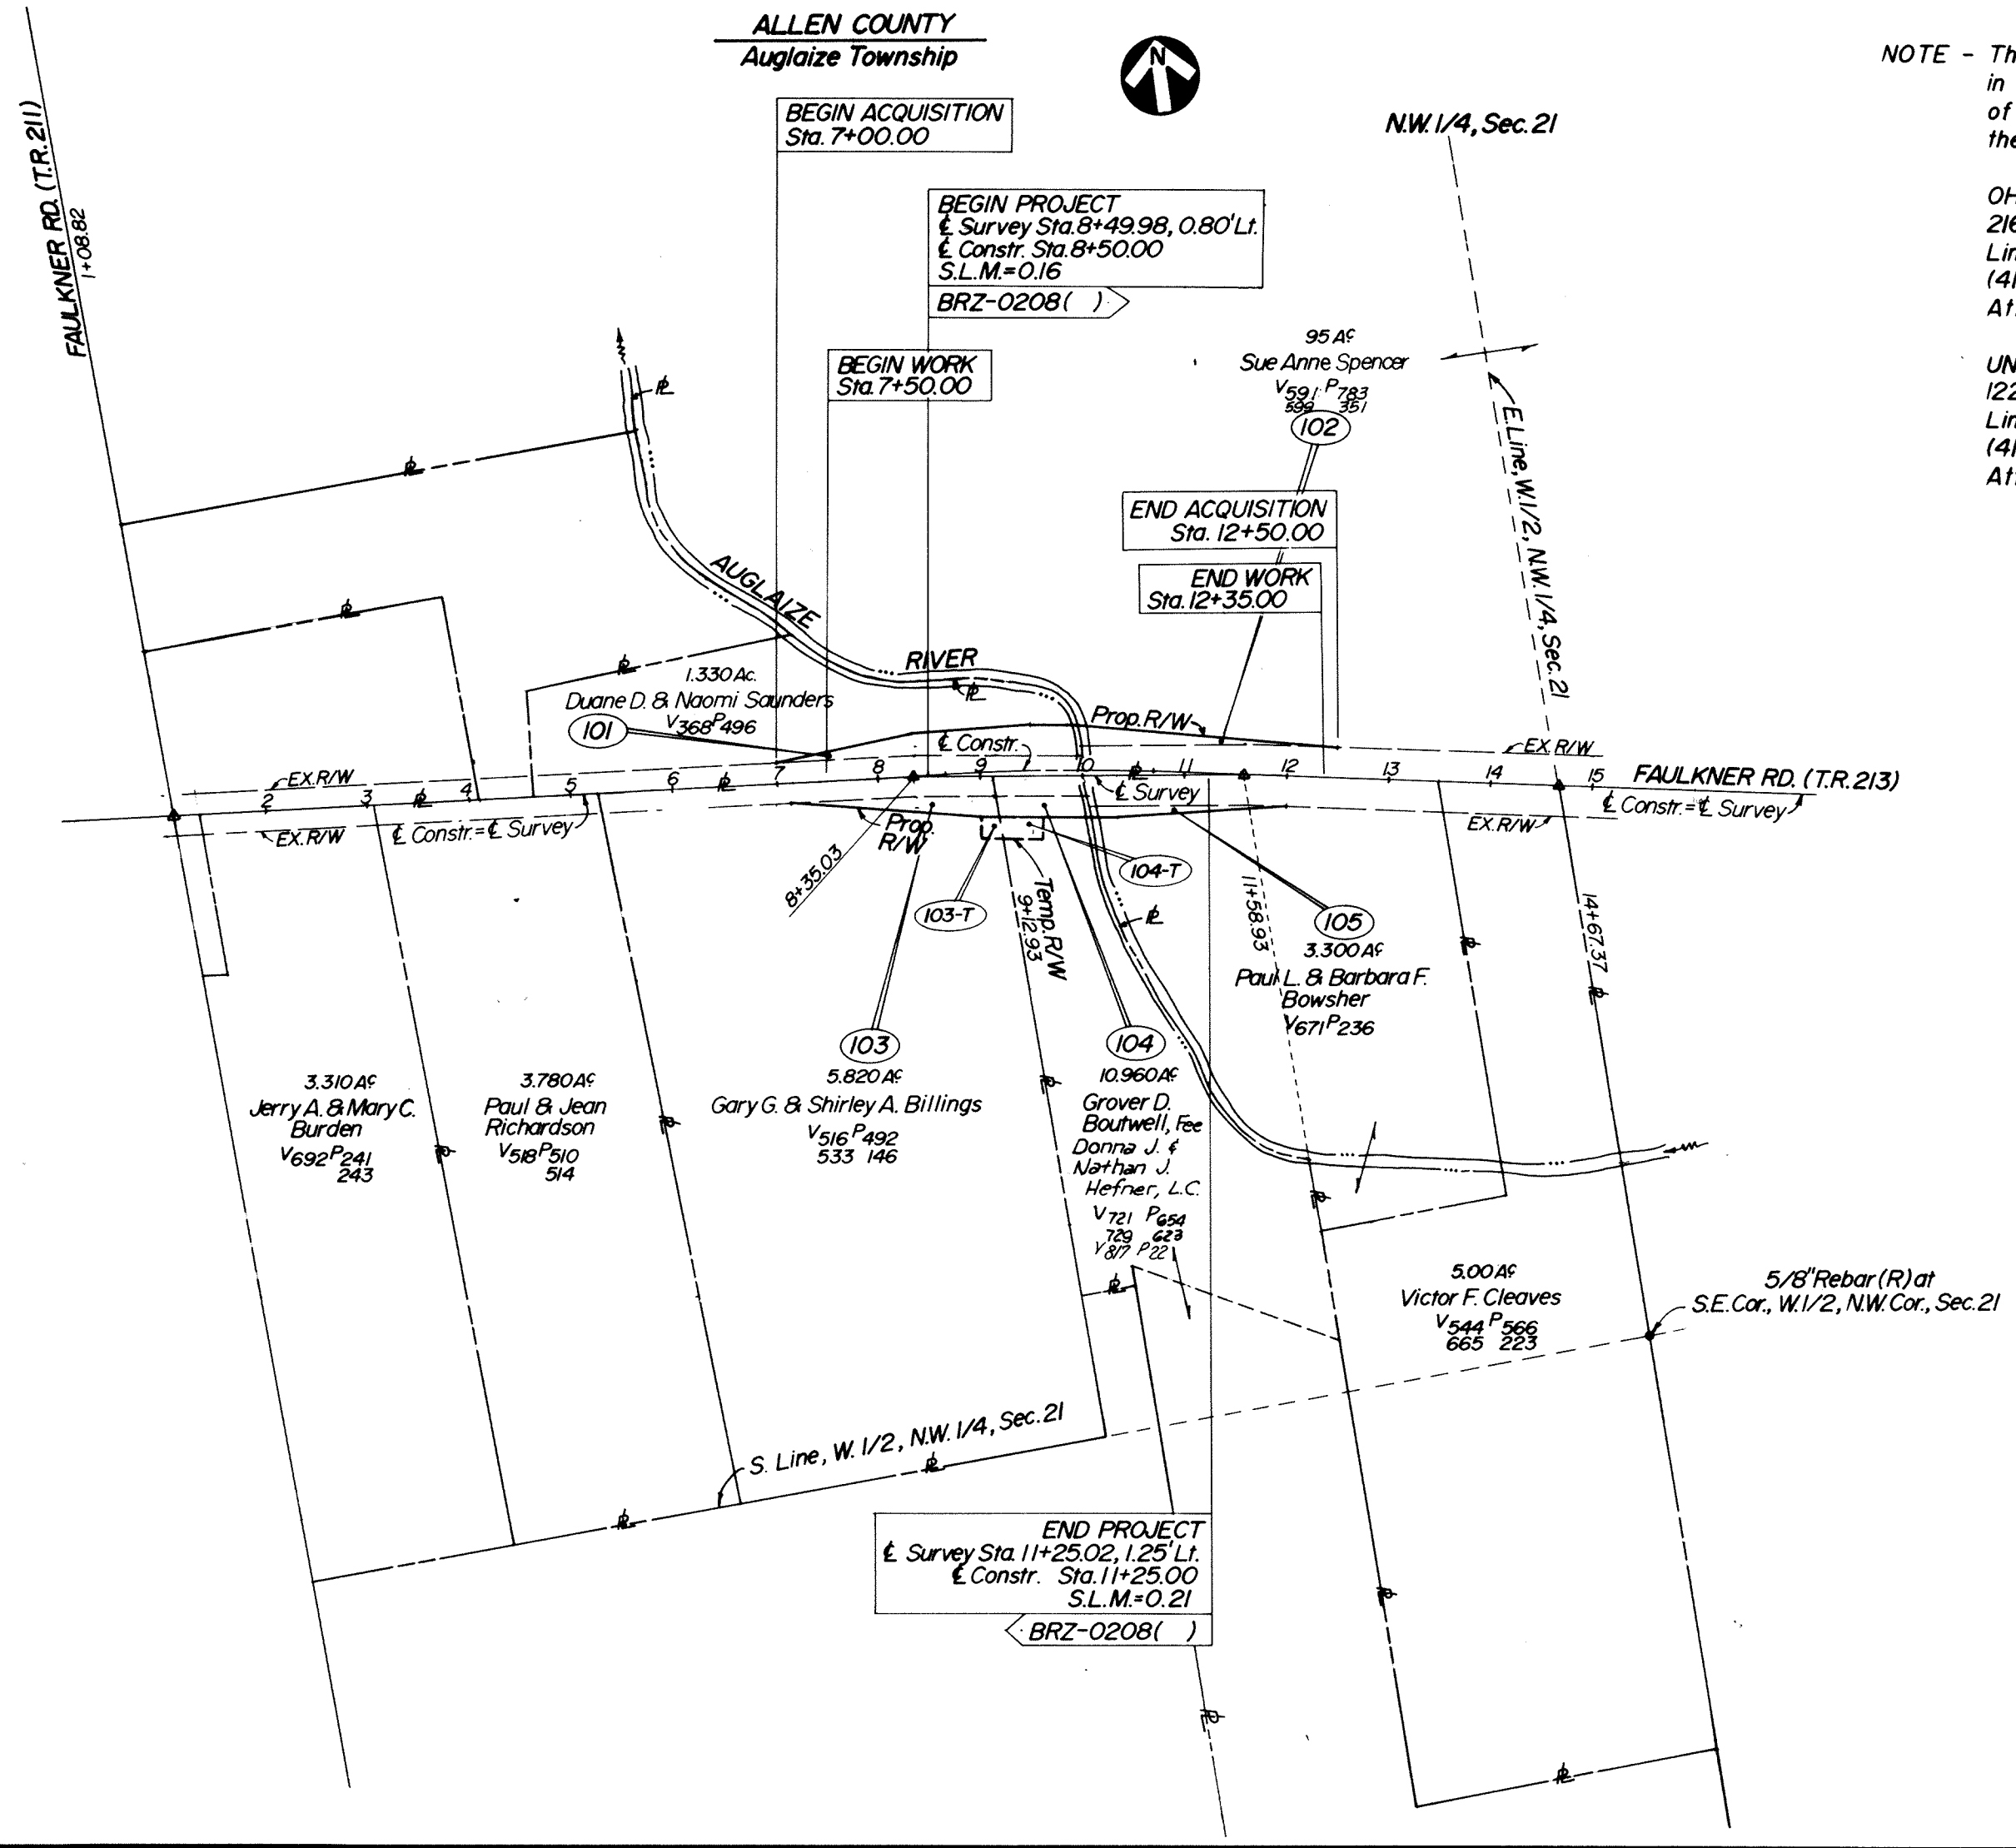 ALLEN COUNTY
Auglaize Township
N
NOTE - Th
in
of
the
OH
216
Lin
(41
At
UN
122
Lin
(41
At
N.W. 1/4, Sec. 21
BEGIN ACQUISITION
Sta. 7+00.00
BEGIN PROJECT
℄ Survey Sta. 8+49.98, 0.80' Lt.
℄ Constr. Sta. 8+50.00
S.L.M.=0.16
BRZ-0208( )
BEGIN WORK
Sta. 7+50.00
FAULKNER RD. (T.R. 211)
1+08.82
95 Ac
Sue Anne Spencer
V591 P783
599 351
102
E. Line, W. 1/2, N.W. 1/4, Sec. 21
END ACQUISITION
Sta. 12+50.00
END WORK
Sta. 12+35.00
AUGLAIZE
RIVER
1.330 Ac.
Duane D. & Naomi Saunders
V368 P496
101
Prop. R/W
℄ Constr.
EX. R/W
EX. R/W
2 3 4 5 6 7 8 9 10 11 12 13 14 15
FAULKNER RD. (T.R. 213)
℄ Survey
℄ Constr.=℄ Survey
EX. R/W
℄ Constr.=℄ Survey
EX. R/W
Prop.
R/W
8+35.03
103-T
104-T
Temp. R/W
9+12.93
11+58.93
14+67.37
105
3.300 Ac
Paul L. & Barbara F.
Bowsher
V671 P236
3.310 Ac
Jerry A. & Mary C.
Burden
V692 P241
243
3.780 Ac
Paul & Jean
Richardson
V518 P510
514
103
5.820 Ac
Gary G. & Shirley A. Billings
V516 P492
533 146
104
10.960 Ac
Grover D.
Boutwell, Fee
Donna J. &
Nathan J.
Hefner, L.C.
V721 P654
729 623
V817 P22
5.00 Ac
Victor F. Cleaves
V544 P566
665 223
5/8" Rebar (R) at
S.E. Cor., W. 1/2, N.W. Cor., Sec. 21
S. Line, W. 1/2, N.W. 1/4, Sec. 21
END PROJECT
℄ Survey Sta. 11+25.02, 1.25' Lt.
℄ Constr. Sta. 11+25.00
S.L.M.=0.21
BRZ-0208( )